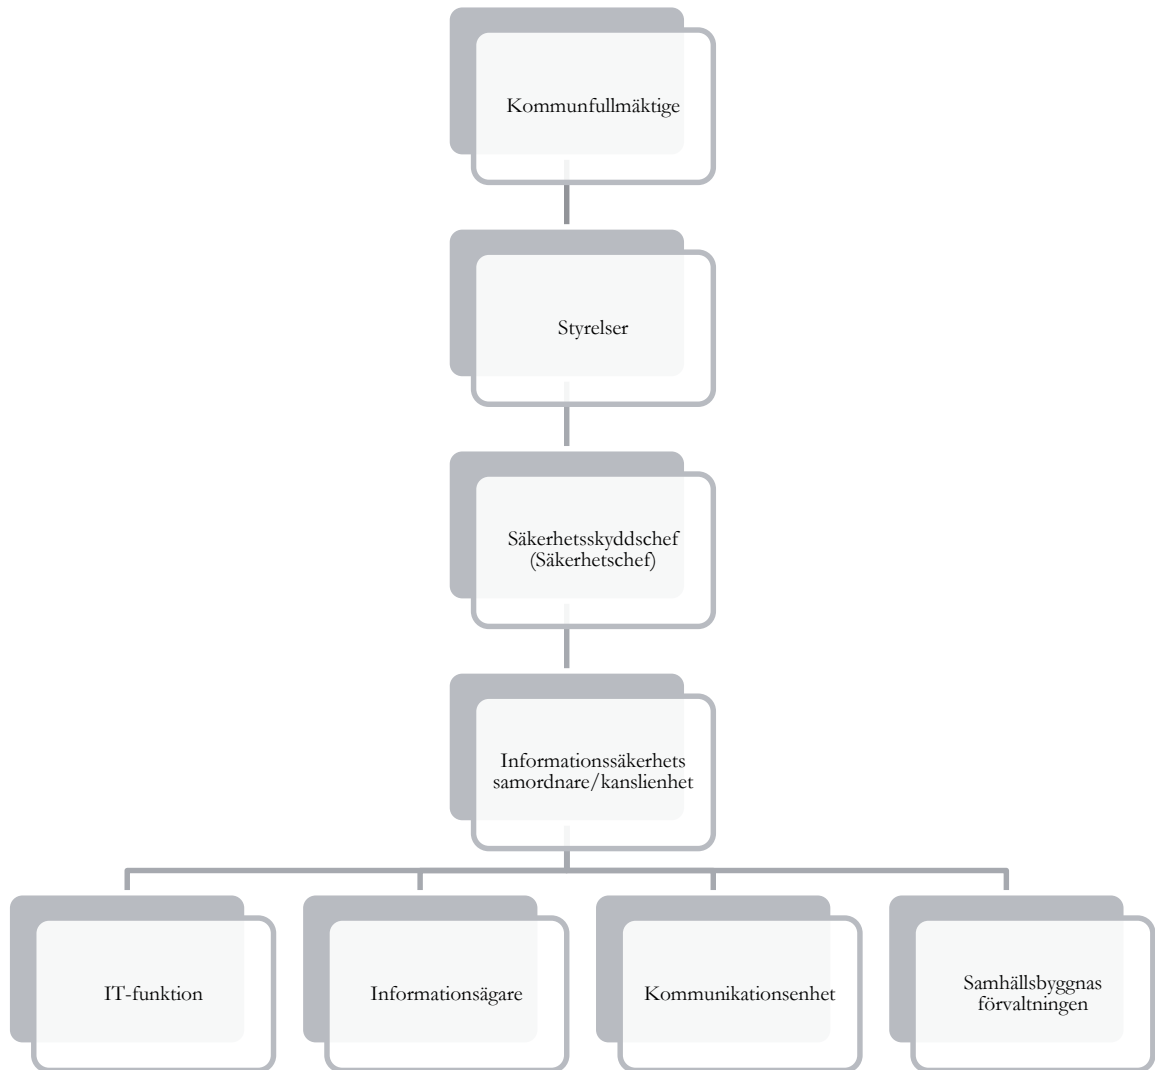 Kommunfullmäktige
Styrelser
Säkerhetsskyddschef
(Säkerhetschef)
Informationssäkerhets
samordnare/kanslienhet
IT-funktion
Informationsägare
Kommunikationsenhet
Samhällsbyggnas
förvaltningen